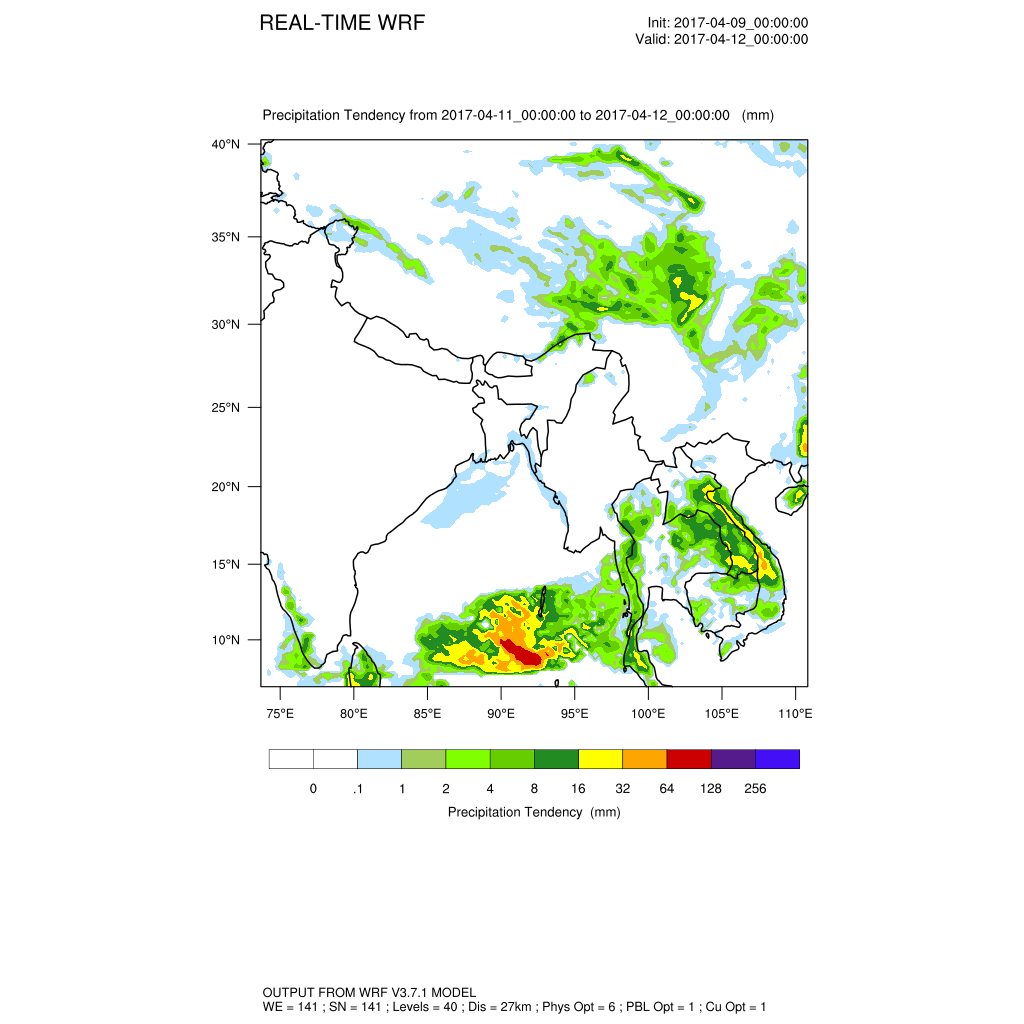 REAL-TIME WRF
Init: 2017-04-09_00:00:00
Valid: 2017-04-12_00:00:00
Precipitation Tendency from 2017-04-11_00:00:00 to 2017-04-12_00:00:00 (mm)
40°N
35°N
30°N
25°N
20°N
15°N
10°N
75°E 80°E 85°E 90°E 95°E 100°E 105°E 110°E
0 .1 1 2 4 8 16 32 64 128 256
Precipitation Tendency (mm)
OUTPUT FROM WRF V3.7.1 MODEL
WE = 141 ; SN = 141 ; Levels = 40 ; Dis = 27km ; Phys Opt = 6 ; PBL Opt = 1 ; Cu Opt = 1